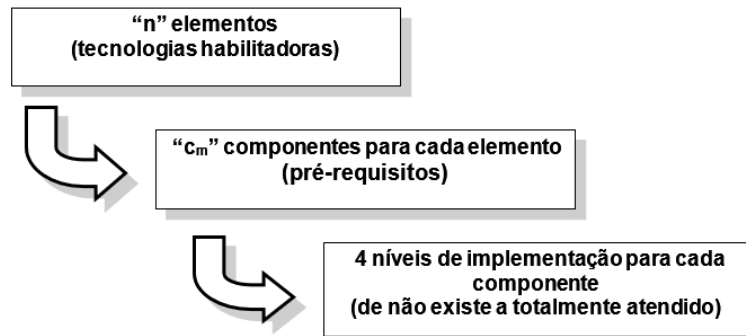 “n” elementos
(tecnologias habilitadoras)
“cm” componentes para cada elemento
(pré-requisitos)
4 níveis de implementação para cada
componente
(de não existe a totalmente atendido)